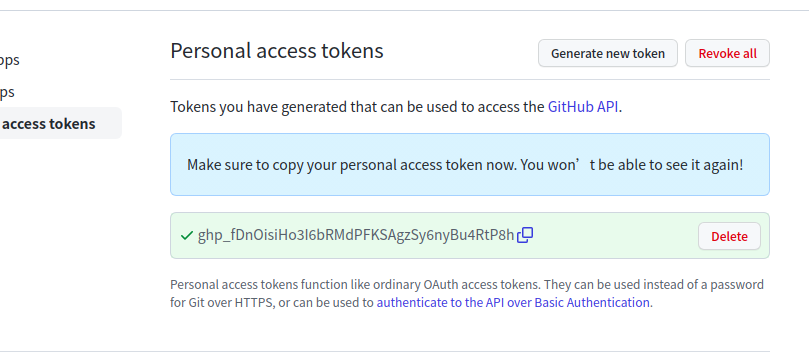 Personal access tokens
Generate new token
Revoke all
pps
ps
access tokens
Tokens you have generated that can be used to access the GitHub API.
Make sure to copy your personal access token now. You won’t be able to see it again!
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
Delete
Personal access tokens function like ordinary OAuth access tokens. They can be used instead of a password
for Git over HTTPS, or can be used to authenticate to the API over Basic Authentication.